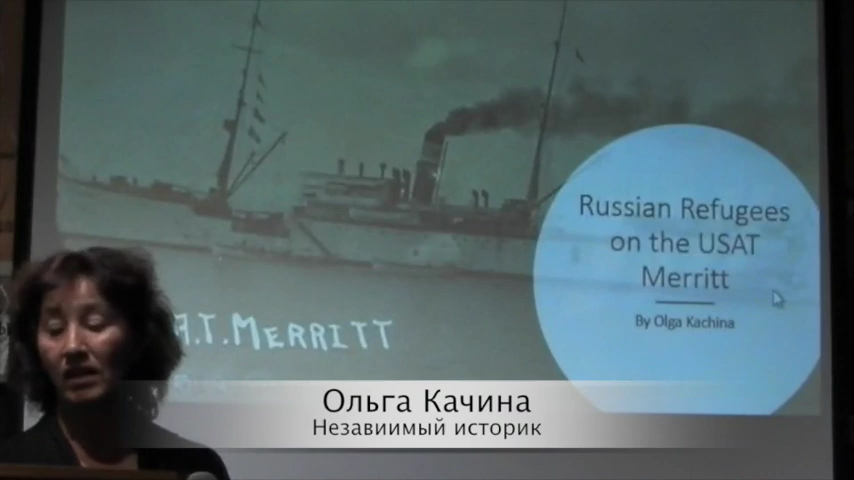 Russian Refugees
on the USAT
Merritt
By Olga Kachina
A.T. MERRITT
Ольга Качина
Незавиимый историк